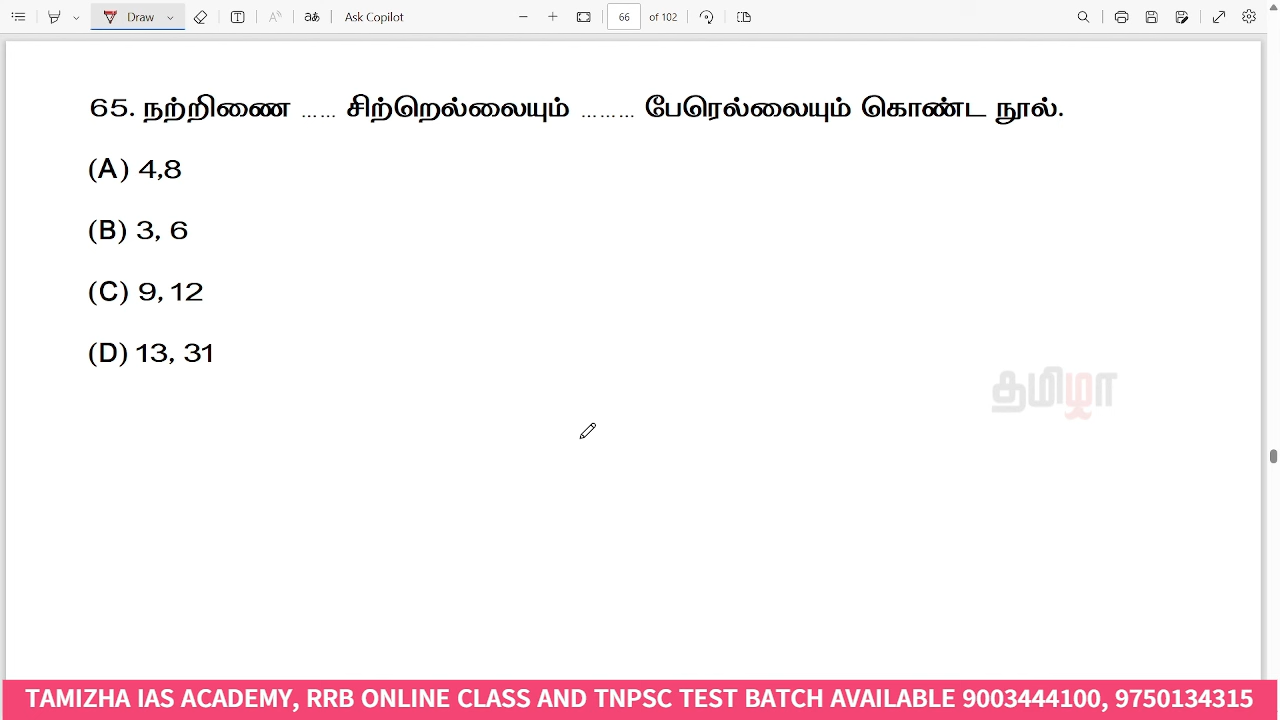 Draw
Ask Copilot
66 of 102
65. நற்றிணை ...... சிற்றெல்லையும் ......... பேரெல்லையும் கொண்ட நூல்.
(A) 4,8
(B) 3, 6
(C) 9, 12
(D) 13, 31
தமிழா
TAMIZHA IAS ACADEMY, RRB ONLINE CLASS AND TNPSC TEST BATCH AVAILABLE 9003444100, 9750134315